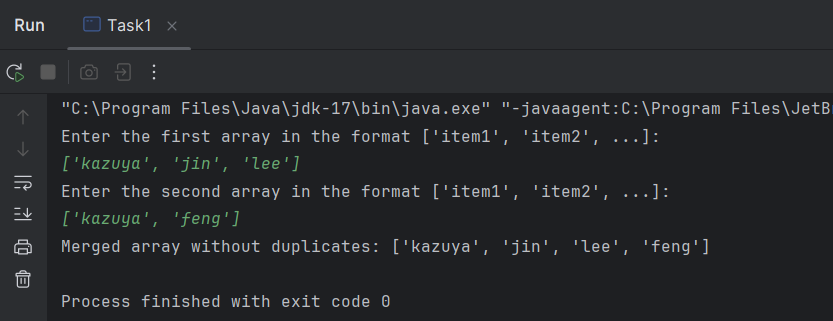 Run Task1
"C:\Program Files\Java\jdk-17\bin\java.exe" "-javaagent:C:\Program Files\JetBr
Enter the first array in the format ['item1', 'item2', ...]:
['kazuya', 'jin', 'lee']
Enter the second array in the format ['item1', 'item2', ...]:
['kazuya', 'feng']
Merged array without duplicates: ['kazuya', 'jin', 'lee', 'feng']
Process finished with exit code 0